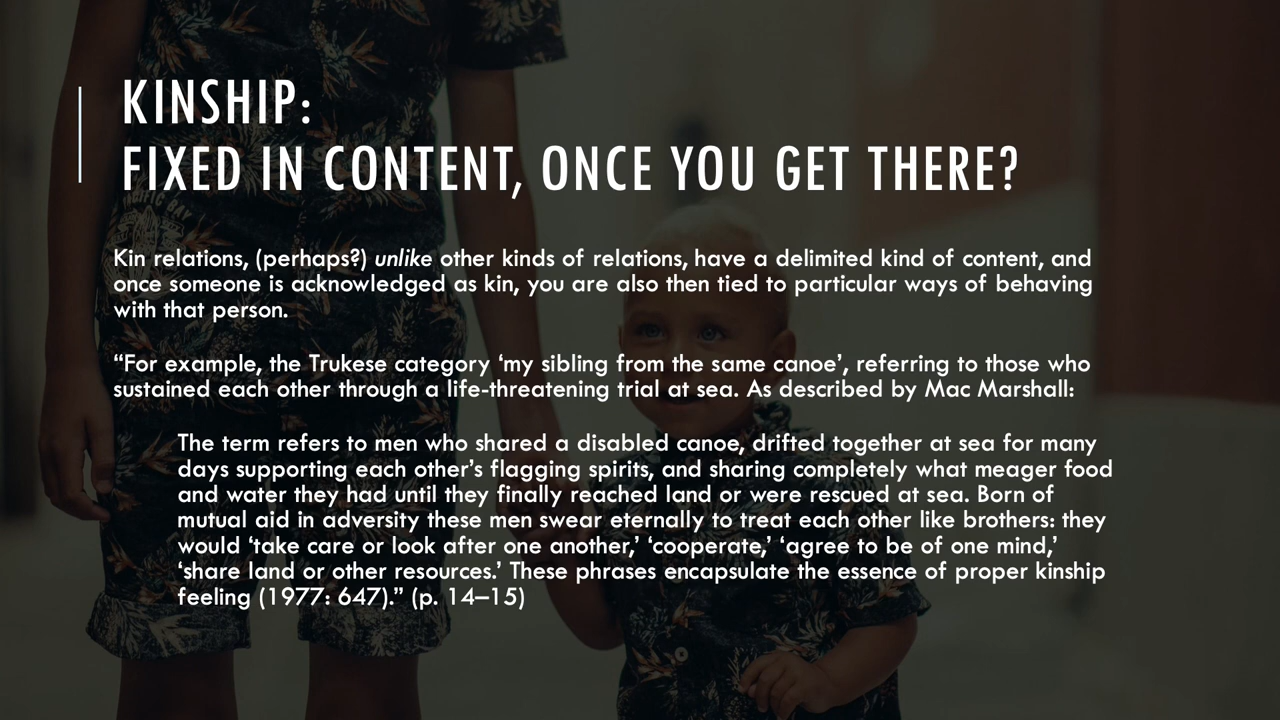 KINSHIP:
FIXED IN CONTENT, ONCE YOU GET THERE?
Kin relations, (perhaps?) unlike other kinds of relations, have a delimited kind of content, and
once someone is acknowledged as kin, you are also then tied to particular ways of behaving
with that person.
“For example, the Trukese category ‘my sibling from the same canoe’, referring to those who
sustained each other through a life-threatening trial at sea. As described by Mac Marshall:
The term refers to men who shared a disabled canoe, drifted together at sea for many
days supporting each other’s flagging spirits, and sharing completely what meager food
and water they had until they finally reached land or were rescued at sea. Born of
mutual aid in adversity these men swear eternally to treat each other like brothers: they
would ‘take care or look after one another,’ ‘cooperate,’ ‘agree to be of one mind,’
‘share land or other resources.’ These phrases encapsulate the essence of proper kinship
feeling (1977: 647).” (p. 14–15)